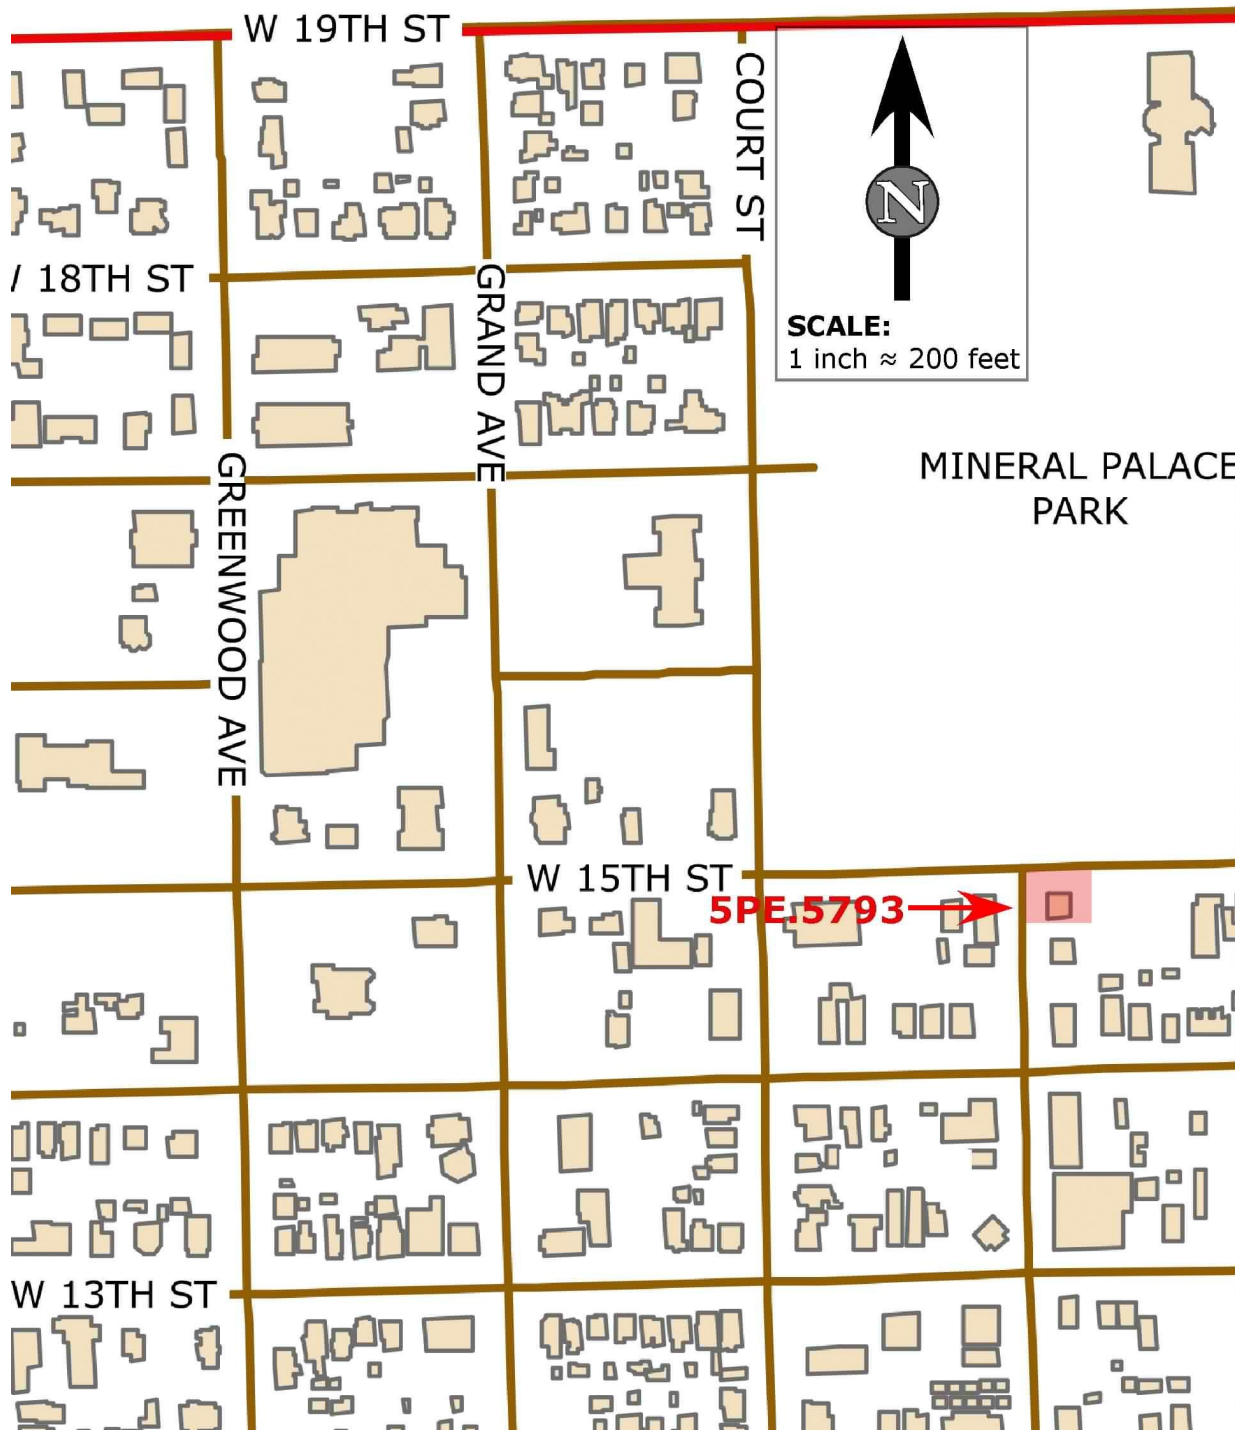 W 19TH ST
COURT ST
N
W 18TH ST
GRAND AVE
SCALE:
1 inch ≈ 200 feet
GREENWOOD AVE
MINERAL PALACE
PARK
W 15TH ST
5PE.5793
W 13TH ST